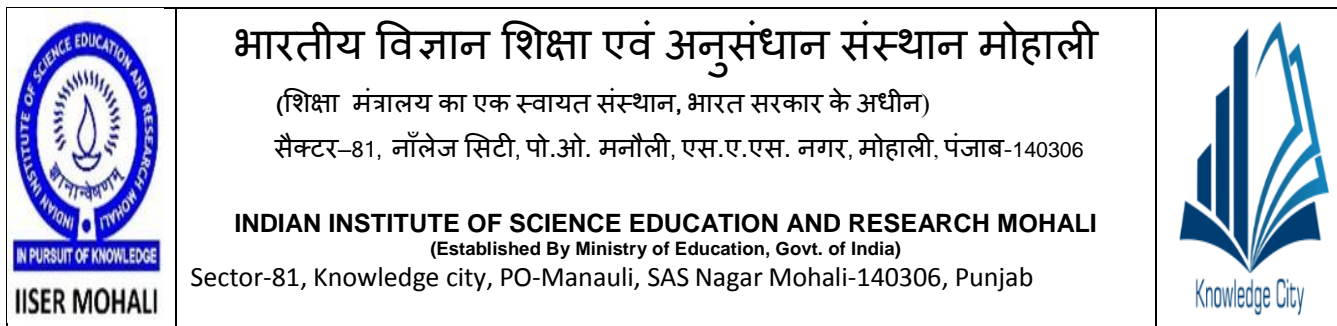 INDIAN INSTITUTE OF SCIENCE EDUCATION AND RESEARCH MOHALI
ज्ञानान्वेषणम्
IN PURSUIT OF KNOWLEDGE
IISER MOHALI
भारतीय विज्ञान शिक्षा एवं अनुसंधान संस्थान मोहाली
(शिक्षा मंत्रालय का एक स्वायत संस्थान, भारत सरकार के अधीन)
सैक्टर–81, नॉलेज सिटी, पो.ओ. मनौली, एस.ए.एस. नगर, मोहाली, पंजाब-140306
INDIAN INSTITUTE OF SCIENCE EDUCATION AND RESEARCH MOHALI
(Established By Ministry of Education, Govt. of India)
Sector-81, Knowledge city, PO-Manauli, SAS Nagar Mohali-140306, Punjab
Knowledge City